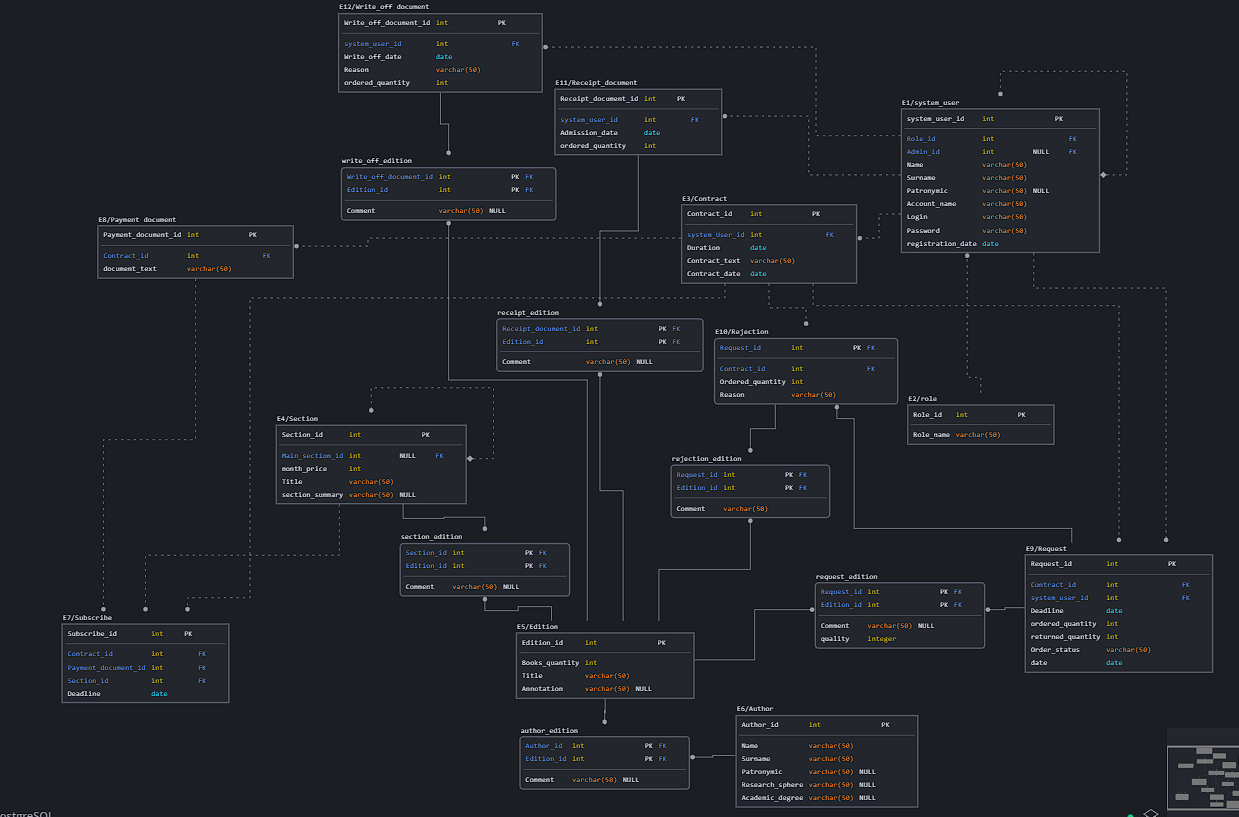 E12/Write_off document
Write_off_document_id int PK
system_user_id int FK
Write_off_date date
Reason varchar(50)
ordered_quantity int
E11/Receipt_document
Receipt_document_id int PK
system_user_id int FK
Admission_date date
ordered_quantity int
E1/system_user
system_user_id int PK
Role_id int FK
Admin_id int NULL FK
Name varchar(50)
Surname varchar(50)
Patronymic varchar(50) NULL
Account_name varchar(50)
Login varchar(50)
Password varchar(50)
registration_date date
write_off_edition
Write_off_document_id int PK FK
Edition_id int PK FK
Comment varchar(50) NULL
E3/Contract
Contract_id int PK
system_User_id int FK
Duration date
Contract_text varchar(50)
Contract_date date
E8/Payment document
Payment_document_id int PK
Contract_id int FK
document_text varchar(50)
receipt_edition
Receipt_document_id int PK FK
Edition_id int PK FK
Comment varchar(50) NULL
E10/Rejection
Request_id int PK FK
Contract_id int FK
Ordered_quantity int
Reason varchar(50)
E2/role
Role_id int PK
Role_name varchar(50)
E4/Section
Section_id int PK
Main_section_id int NULL FK
month_price int
Title varchar(50)
section_summary varchar(50) NULL
rejection_edition
Request_id int PK FK
Edition_id int PK FK
Comment varchar(50)
section_edition
Section_id int PK FK
Edition_id int PK FK
Comment varchar(50) NULL
E9/Request
Request_id int PK
Contract_id int FK
system_user_id int FK
Deadline date
ordered_quantity int
returned_quantity int
Order_status varchar(50)
date date
request_edition
Request_id int PK FK
Edition_id int PK FK
Comment varchar(50) NULL
quality integer
E7/Subscribe
Subscribe_id int PK
Contract_id int FK
Payment_document_id int FK
Section_id int FK
Deadline date
E5/Edition
Edition_id int PK
Books_quantity int
Title varchar(50)
Annotation varchar(50) NULL
author_edition
Author_id int PK FK
Edition_id int PK FK
Comment varchar(50) NULL
E6/Author
Author_id int PK
Name varchar(50)
Surname varchar(50)
Patronymic varchar(50) NULL
Research_sphere varchar(50) NULL
Academic_degree varchar(50) NULL